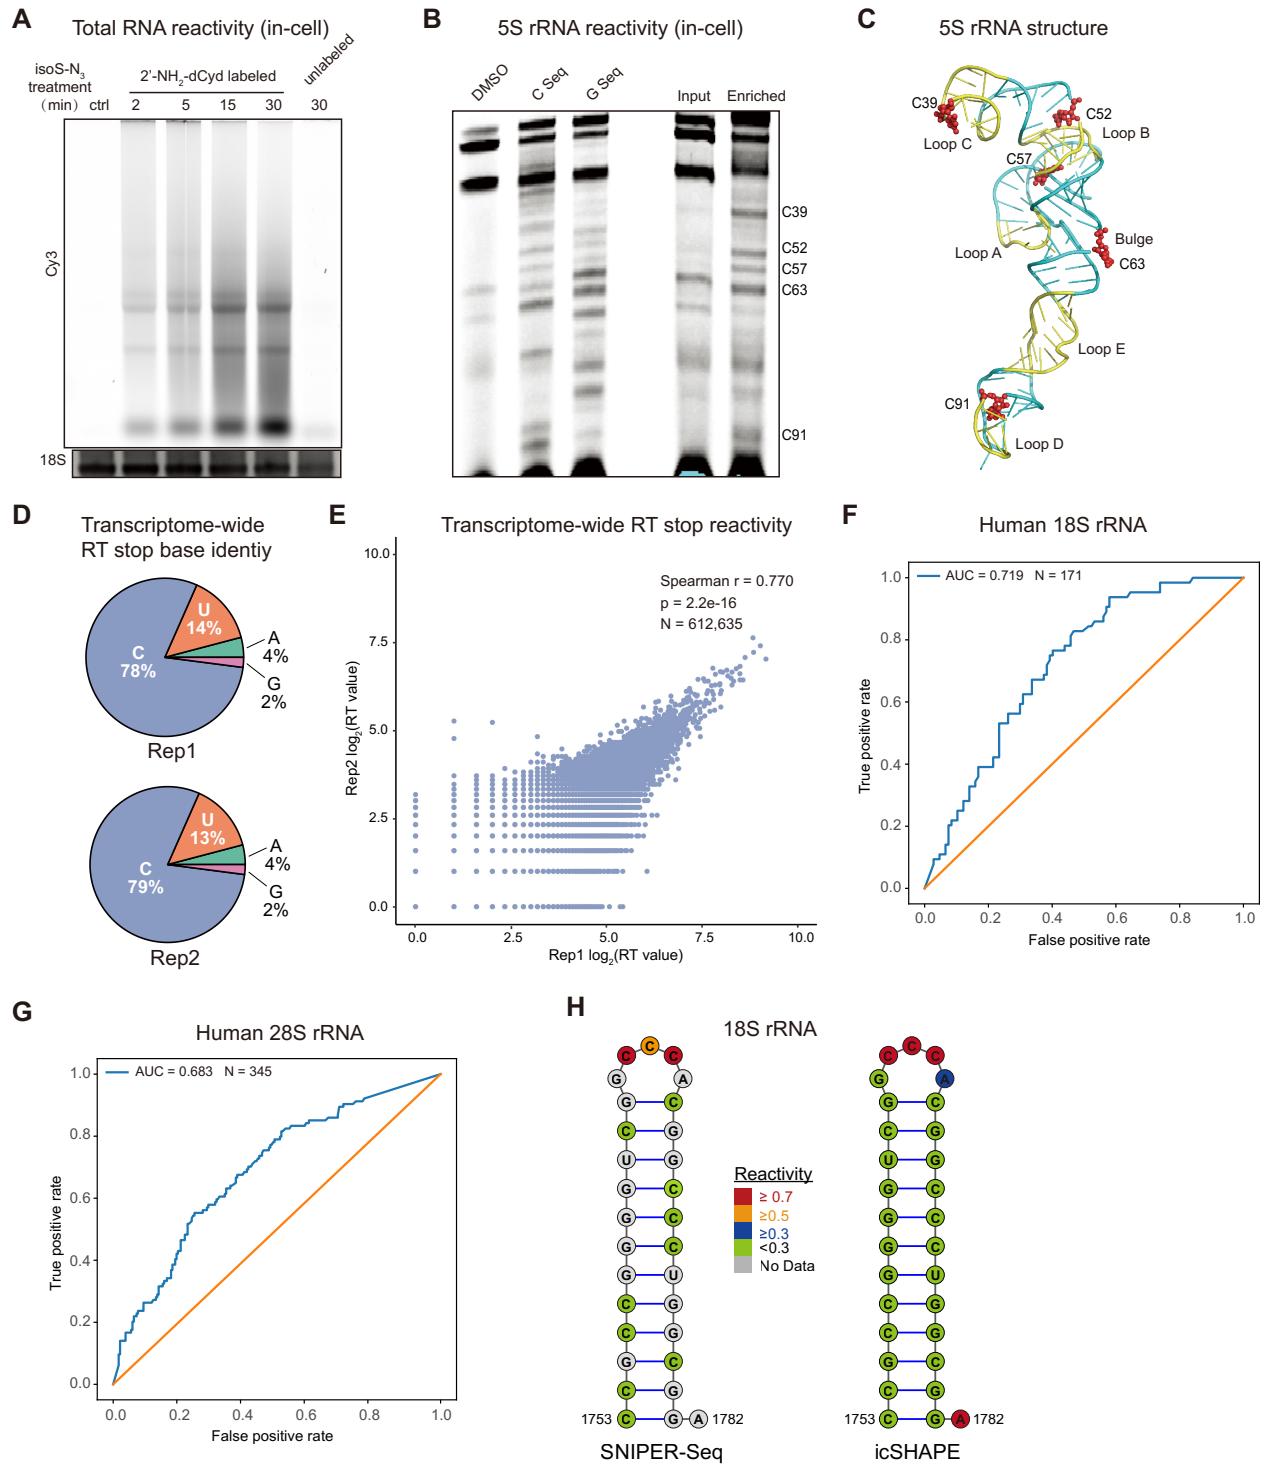 A
Total RNA reactivity (in-cell)
isoS-N₃
treatment
(min)
ctrl
2'-NH₂-dCyd labeled
unlabeled
2
5
15
30
30
Cy3
18S
B
5S rRNA reactivity (in-cell)
DMSO
C Seq
G Seq
Input
Enriched
C39
C52
C57
C63
C91
C
5S rRNA structure
C39
Loop C
C52
Loop B
C57
Loop A
Bulge
C63
Loop E
C91
Loop D
D
Transcriptome-wide
RT stop base identiy
U
14%
C
78%
A
4%
G
2%
Rep1
U
13%
C
79%
A
4%
G
2%
Rep2
E
Transcriptome-wide RT stop reactivity
Spearman r = 0.770
p = 2.2e-16
N = 612,635
Rep2 log₂(RT value)
10.0
7.5
5.0
2.5
0.0
0.0
2.5
5.0
7.5
10.0
Rep1 log₂(RT value)
F
Human 18S rRNA
AUC = 0.719 N = 171
True positive rate
1.0
0.8
0.6
0.4
0.2
0.0
0.0
0.2
0.4
0.6
0.8
1.0
False positive rate
G
Human 28S rRNA
AUC = 0.683 N = 345
True positive rate
1.0
0.8
0.6
0.4
0.2
0.0
0.0
0.2
0.4
0.6
0.8
1.0
False positive rate
H
18S rRNA
C
C C
G A
G C
C G
U G
G C
G C
G C
G U
C G
C G
G C
C G
1753 C G A 1782
SNIPER-Seq
Reactivity
≥ 0.7
≥0.5
≥0.3
<0.3
No Data
C
C C
G A
G C
C G
U G
G C
G C
G C
G U
C G
C G
G C
C G
1753 C G A 1782
icSHAPE